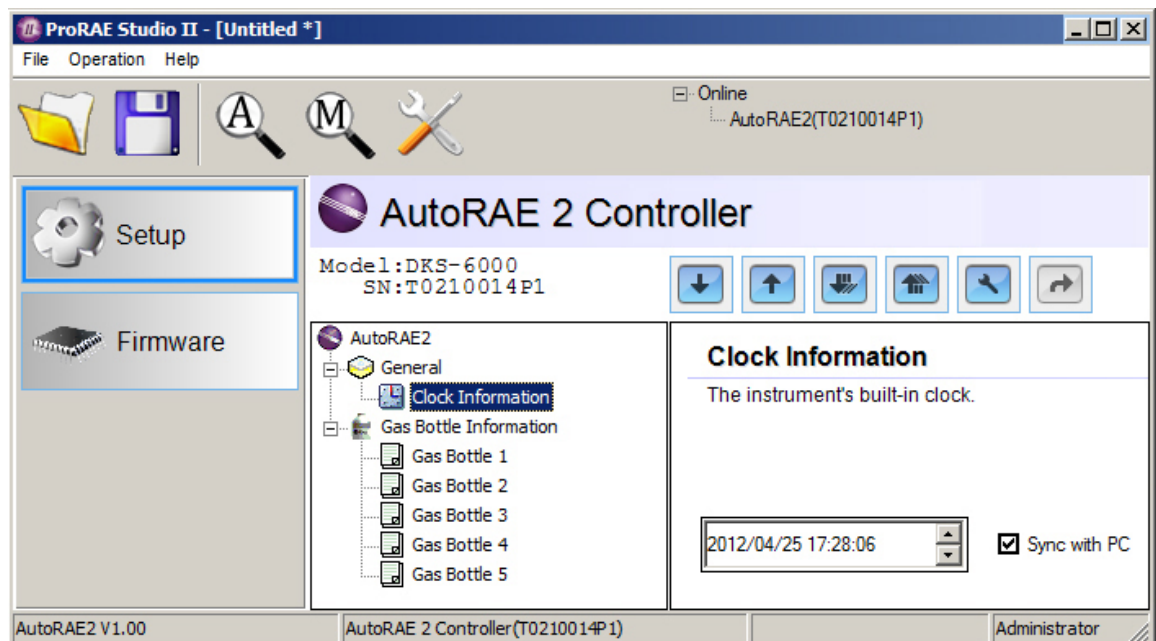 ProRAE Studio II - [Untitled *]
File Operation Help
A
M
Online
AutoRAE2(T0210014P1)
Setup
Firmware
AutoRAE 2 Controller
Model:DKS-6000
SN:T0210014P1
AutoRAE2
General
Clock Information
Gas Bottle Information
Gas Bottle 1
Gas Bottle 2
Gas Bottle 3
Gas Bottle 4
Gas Bottle 5
Clock Information
The instrument's built-in clock.
2012/04/25 17:28:06
Sync with PC
AutoRAE2 V1.00
AutoRAE 2 Controller(T0210014P1)
Administrator